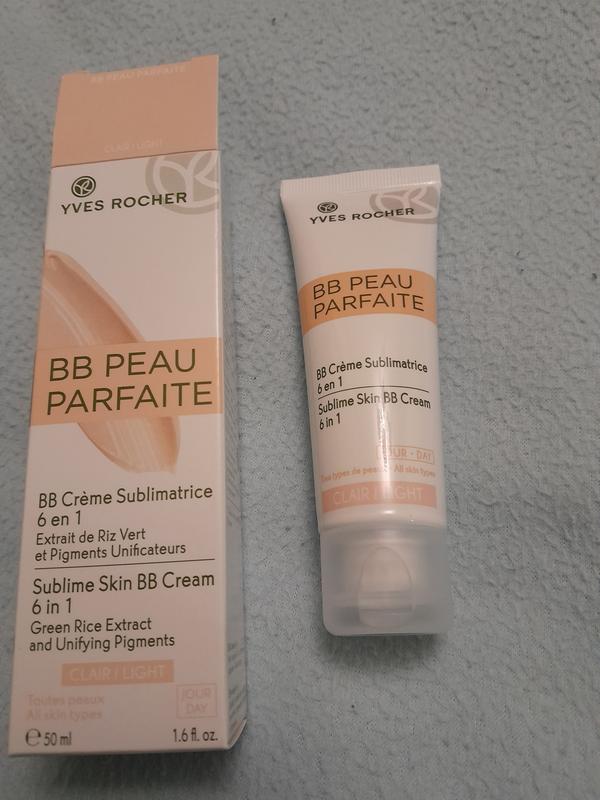 BB PEAU PARFAITE
CLAIR / LIGHT
YVES ROCHER
BB PEAU
PARFAITE
BB Crème Sublimatrice
6 en 1
Extrait de Riz Vert
et Pigments Unificateurs
Sublime Skin BB Cream
6 in 1
Green Rice Extract
and Unifying Pigments
CLAIR / LIGHT
Toutes peaux
All skin types
JOUR
DAY
℮ 50 ml
1.6 fl. oz.
YVES ROCHER
BB PEAU
PARFAITE
BB Crème Sublimatrice
6 en 1
Sublime Skin BB Cream
6 in 1
JOUR • DAY
Tous types de peaux All skin types
CLAIR / LIGHT